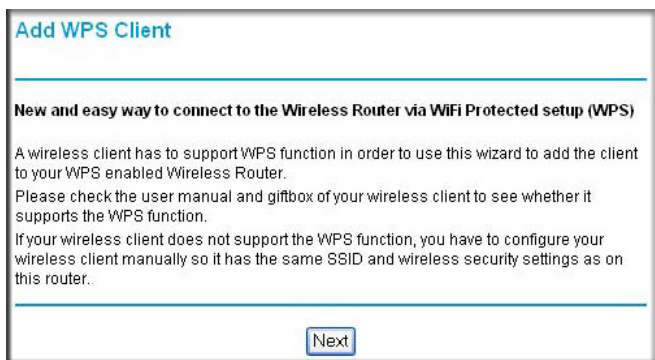 Add WPS Client
New and easy way to connect to the Wireless Router via WiFi Protected setup (WPS)
A wireless client has to support WPS function in order to use this wizard to add the client
to your WPS enabled Wireless Router.
Please check the user manual and giftbox of your wireless client to see whether it
supports the WPS function.
If your wireless client does not support the WPS function, you have to configure your
wireless client manually so it has the same SSID and wireless security settings as on
this router.
Next